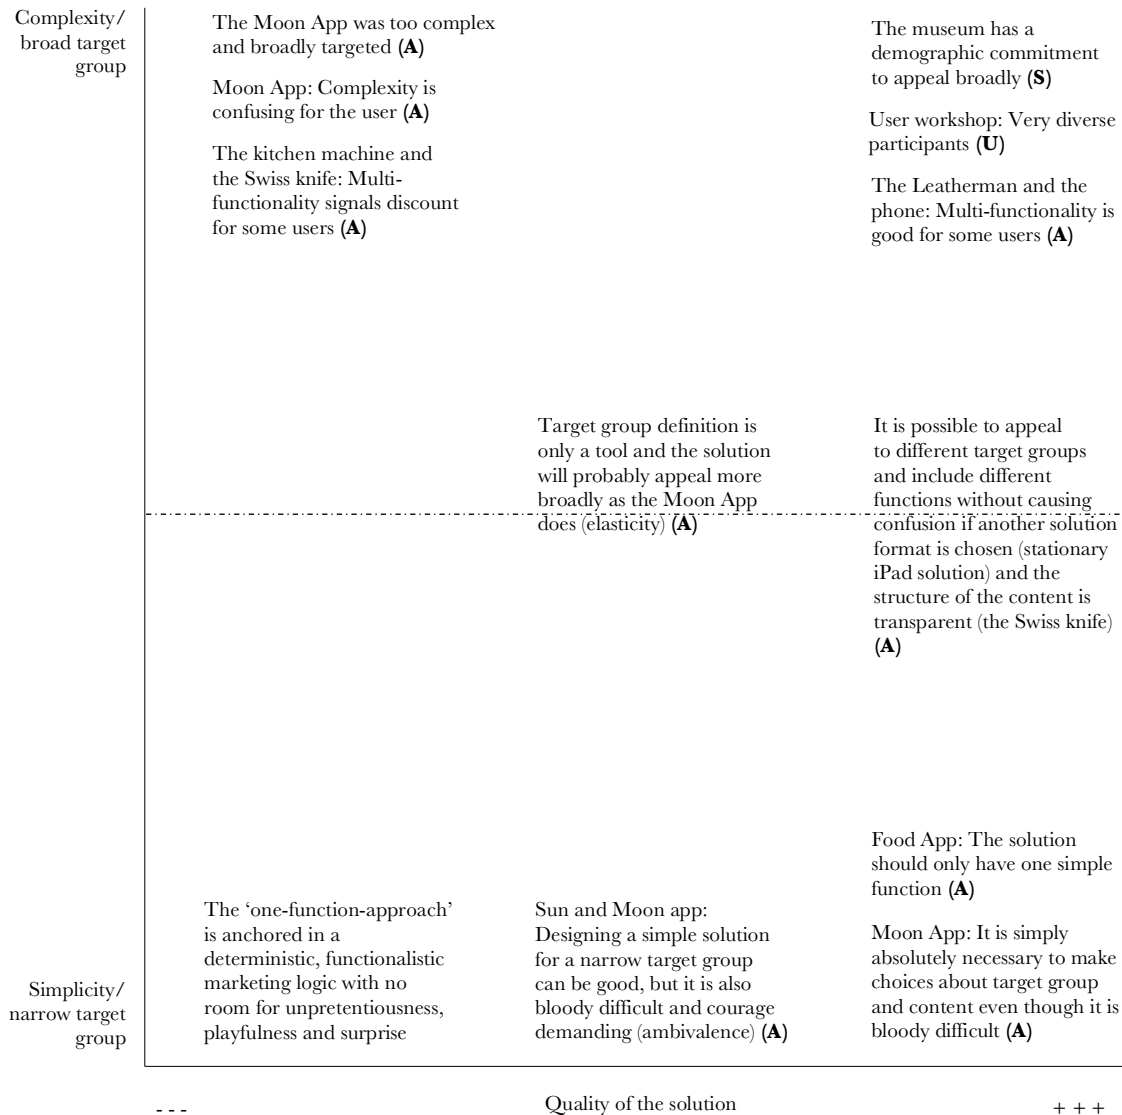 Complexity/
broad target
group
The Moon App was too complex
and broadly targeted (A)
Moon App: Complexity is
confusing for the user (A)
The kitchen machine and
the Swiss knife: Multi-
functionality signals discount
for some users (A)
The museum has a
demographic commitment
to appeal broadly (S)
User workshop: Very diverse
participants (U)
The Leatherman and the
phone: Multi-functionality is
good for some users (A)
Target group definition is
only a tool and the solution
will probably appeal more
broadly as the Moon App
does (elasticity) (A)
It is possible to appeal
to different target groups
and include different
functions without causing
confusion if another solution
format is chosen (stationary
iPad solution) and the
structure of the content is
transparent (the Swiss knife)
(A)
Simplicity/
narrow target
group
The ‘one-function-approach’
is anchored in a
deterministic, functionalistic
marketing logic with no
room for unpretentiousness,
playfulness and surprise
Sun and Moon app:
Designing a simple solution
for a narrow target group
can be good, but it is also
bloody difficult and courage
demanding (ambivalence) (A)
Food App: The solution
should only have one simple
function (A)
Moon App: It is simply
absolutely necessary to make
choices about target group
and content even though it is
bloody difficult (A)
- - -
Quality of the solution
+ + +